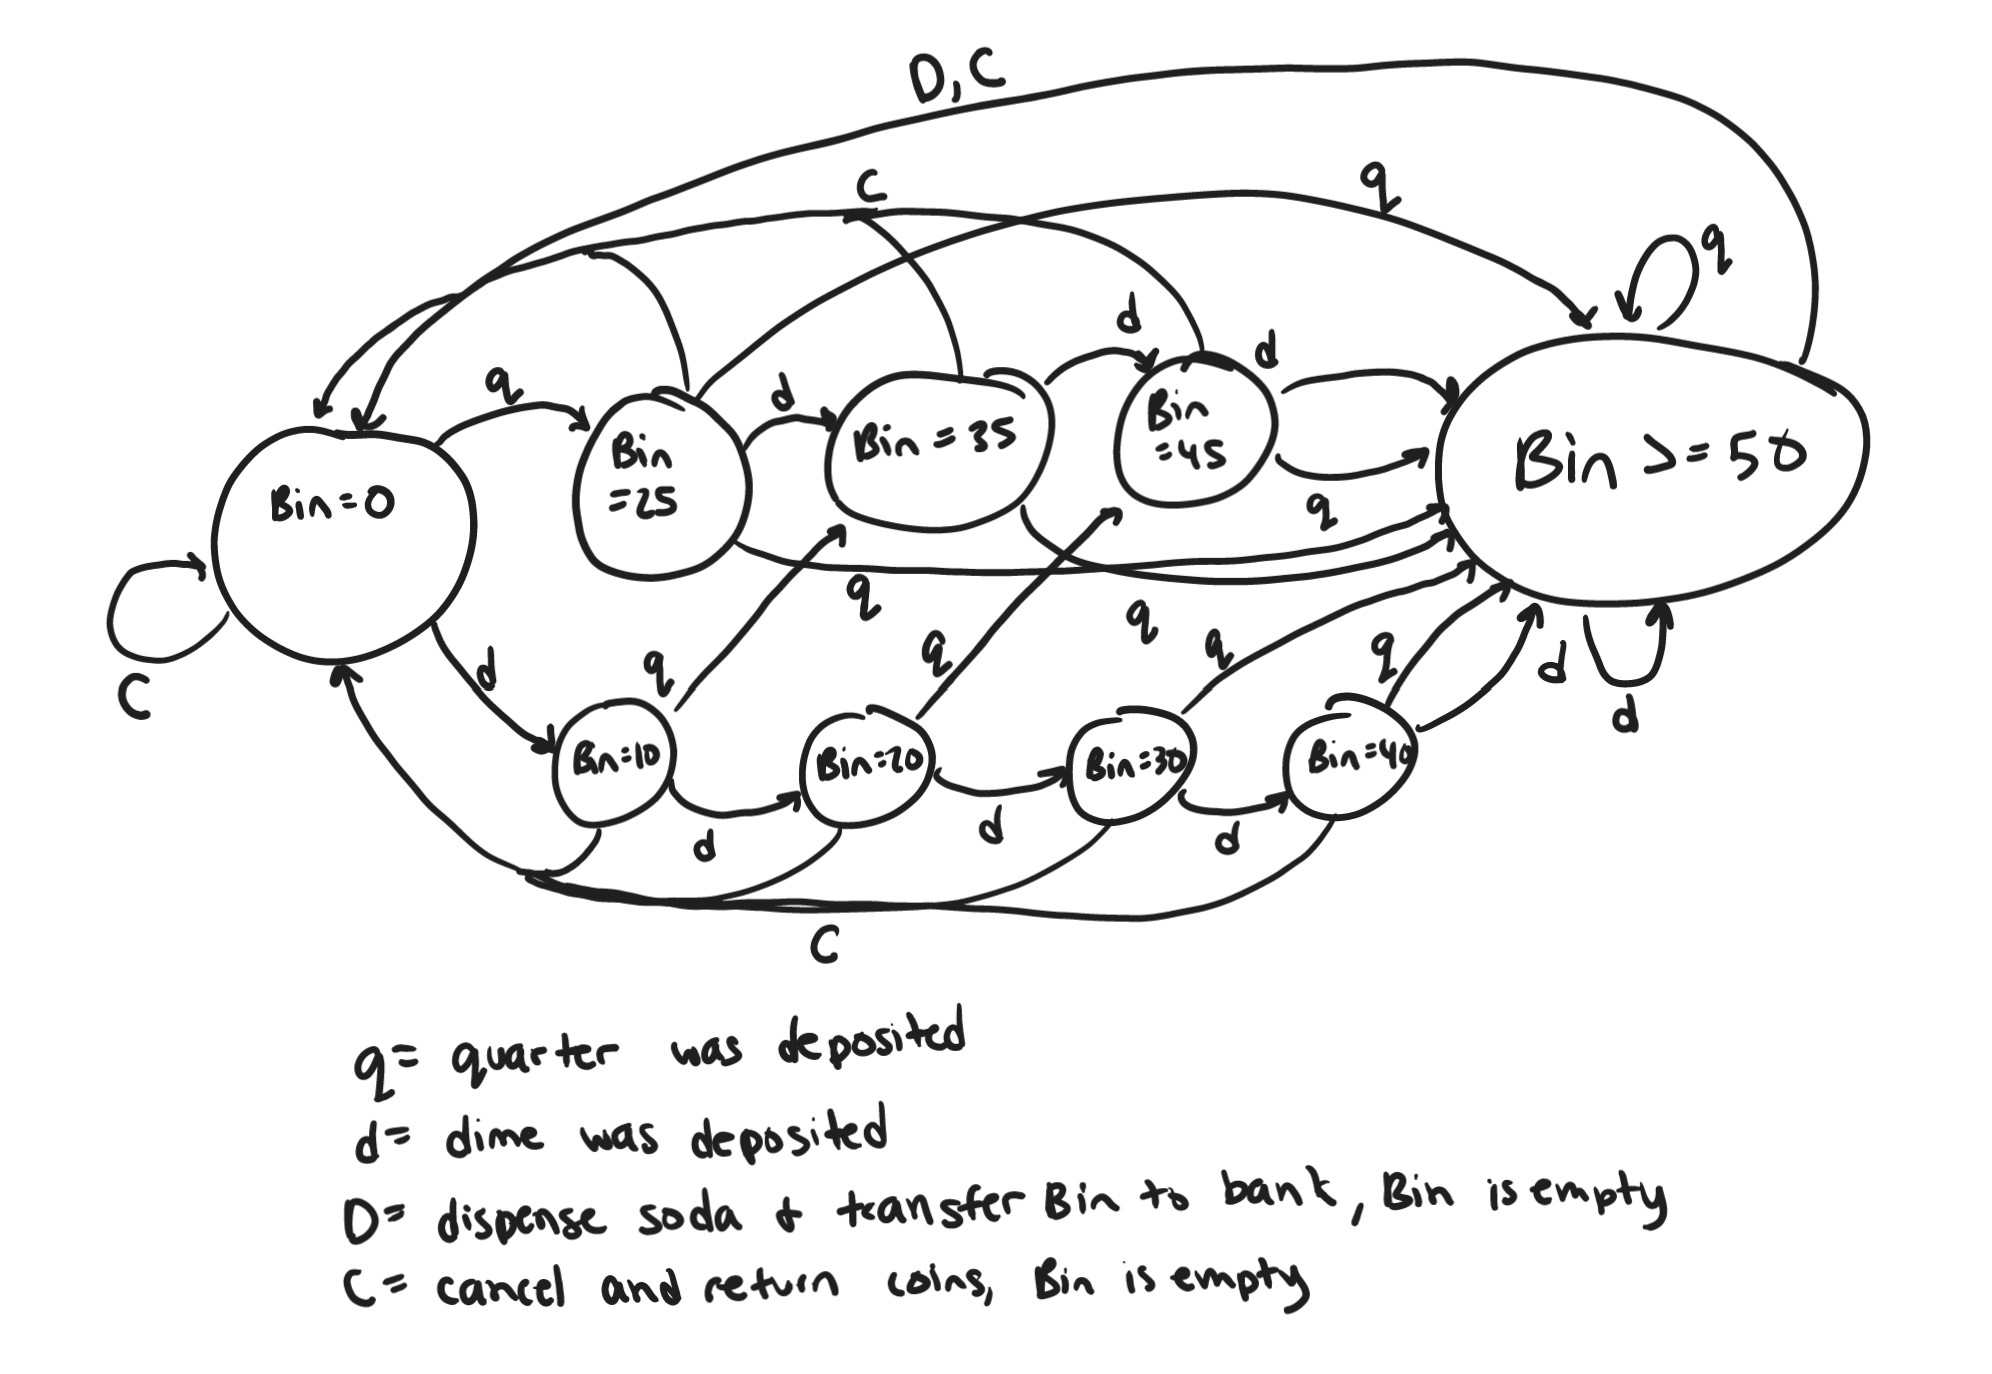 D, C
C
q
q
q
d
d
d
Bin
=25
Bin = 35
Bin
=45
Bin >= 50
Bin=0
q
q
C
d
q
q
q
q
q
d
d
Bin=10
Bin=20
Bin=30
Bin=40
d
d
d
C
q= quarter was deposited
d= dime was deposited
D= dispense soda & transfer Bin to bank, Bin is empty
C= cancel and return coins, Bin is empty